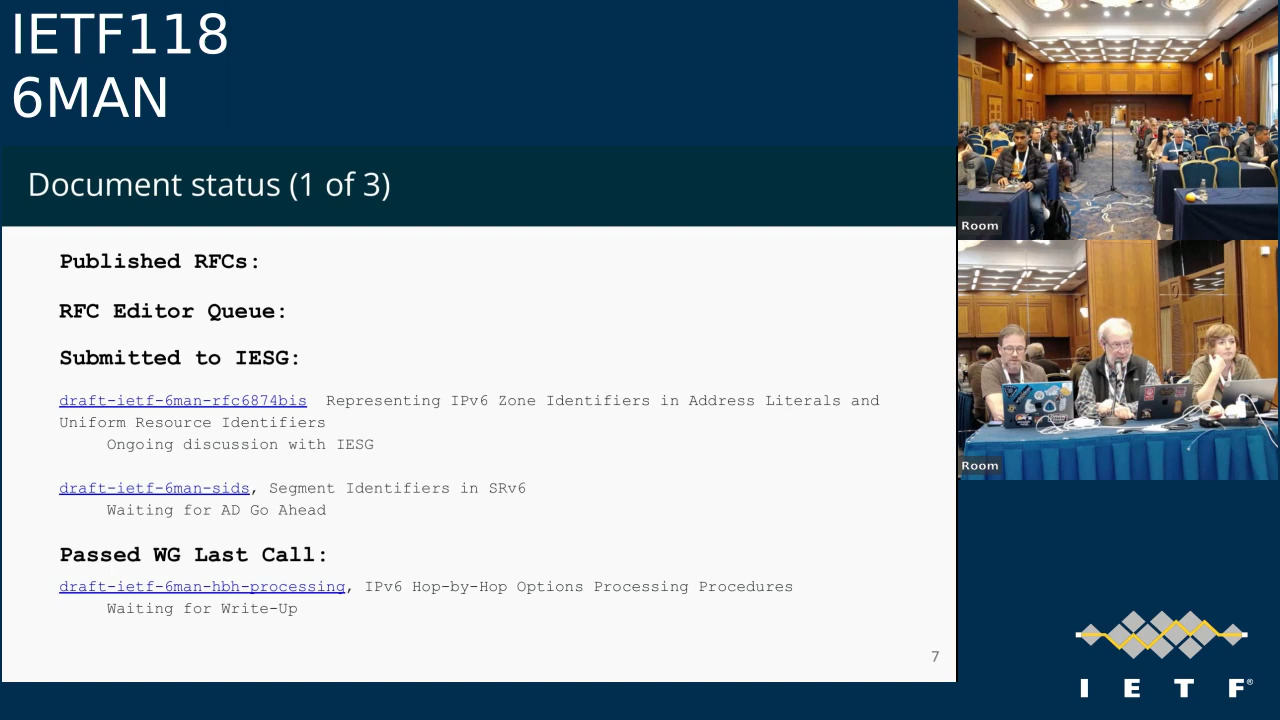 IETF118
6MAN
Document status (1 of 3)
Published RFCs:
RFC Editor Queue:
Submitted to IESG:
draft-ietf-6man-rfc6874bis Representing IPv6 Zone Identifiers in Address Literals and
Uniform Resource Identifiers
Ongoing discussion with IESG
draft-ietf-6man-sids, Segment Identifiers in SRv6
Waiting for AD Go Ahead
Passed WG Last Call:
draft-ietf-6man-hbh-processing, IPv6 Hop-by-Hop Options Processing Procedures
Waiting for Write-Up
7
Room
Room
I E T F®